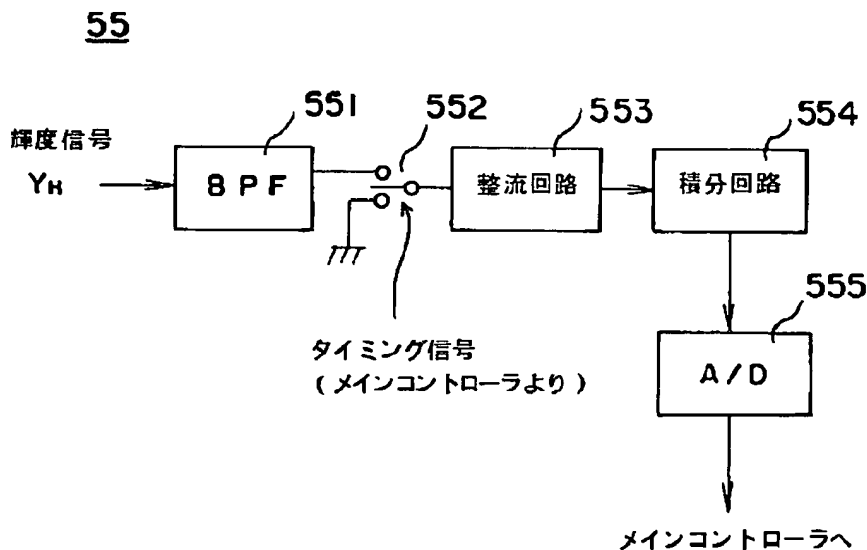 55
551
552
553
554
輝度信号
YH
BPF
整流回路
積分回路
555
タイミング信号
(メインコントローラより)
A/D
メインコントローラへ